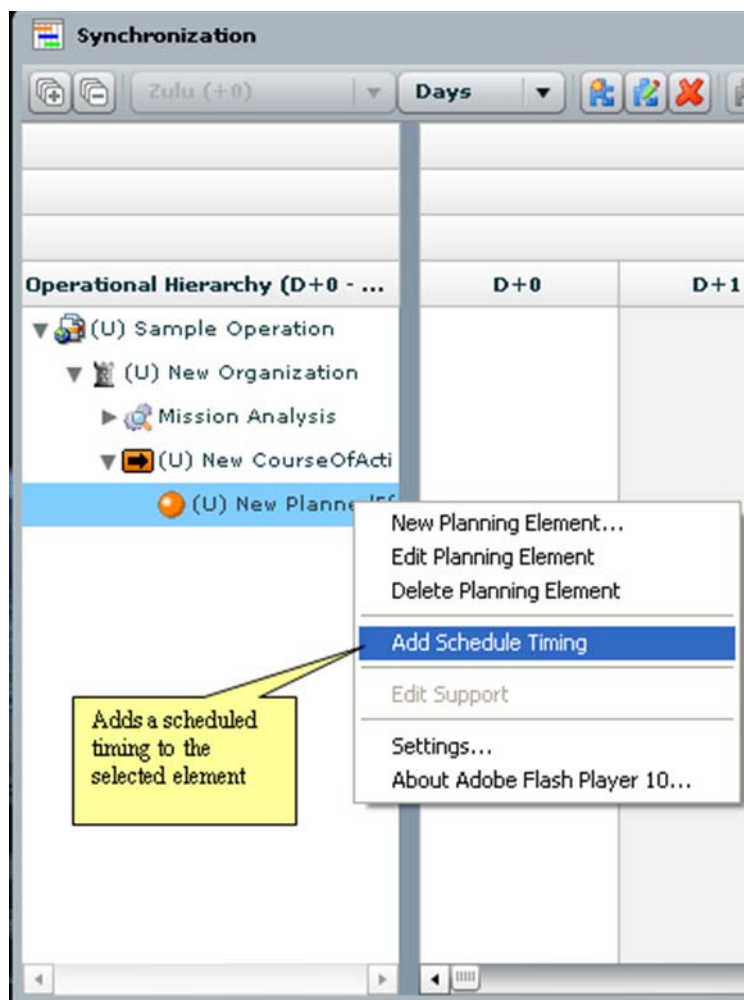 Synchronization
Zulu (+0)
Days
Operational Hierarchy (D+0 - ...
D+0
D+1
(U) Sample Operation
(U) New Organization
Mission Analysis
(U) New CourseOfActi
(U) New Planne
New Planning Element...
Edit Planning Element
Delete Planning Element
Add Schedule Timing
Edit Support
Settings...
About Adobe Flash Player 10...
Adds a scheduled
timing to the
selected element